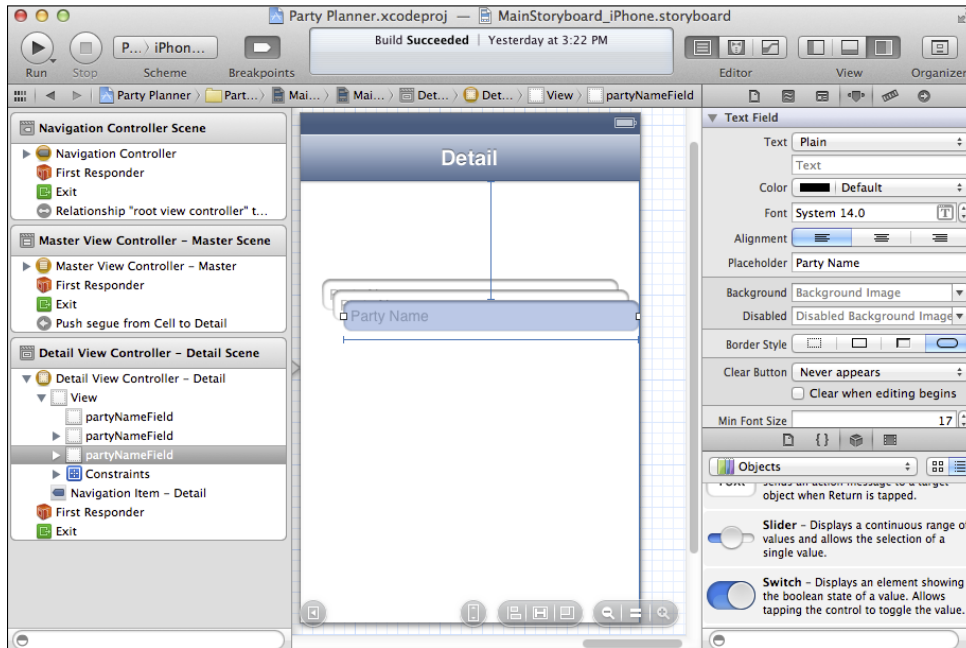 Party Planner.xcodeproj — MainStoryboard_iPhone.storyboard
P...〉iPhon...
Build Succeeded | Yesterday at 3:22 PM
Run Stop Scheme Breakpoints Editor View Organizer
Party Planner 〉 Part...〉 Mai...〉 Mai...〉 Det...〉 Det...〉 View 〉 partyNameField
Navigation Controller Scene
Navigation Controller
First Responder
Exit
Relationship "root view controller" t...
Master View Controller – Master Scene
Master View Controller – Master
First Responder
Exit
Push segue from Cell to Detail
Detail View Controller – Detail Scene
Detail View Controller – Detail
View
partyNameField
partyNameField
partyNameField
Constraints
Navigation Item – Detail
First Responder
Exit
Detail
Party Name
Text Field
Text Plain
Text
Color Default
Font System 14.0
Alignment
Placeholder Party Name
Background Background Image
Disabled Disabled Background Image
Border Style
Clear Button Never appears
Clear when editing begins
Min Font Size 17
Objects
object when Return is tapped.
Slider – Displays a continuous range of
values and allows the selection of a
single value.
Switch – Displays an element showing
the boolean state of a value. Allows
tapping the control to toggle the value.